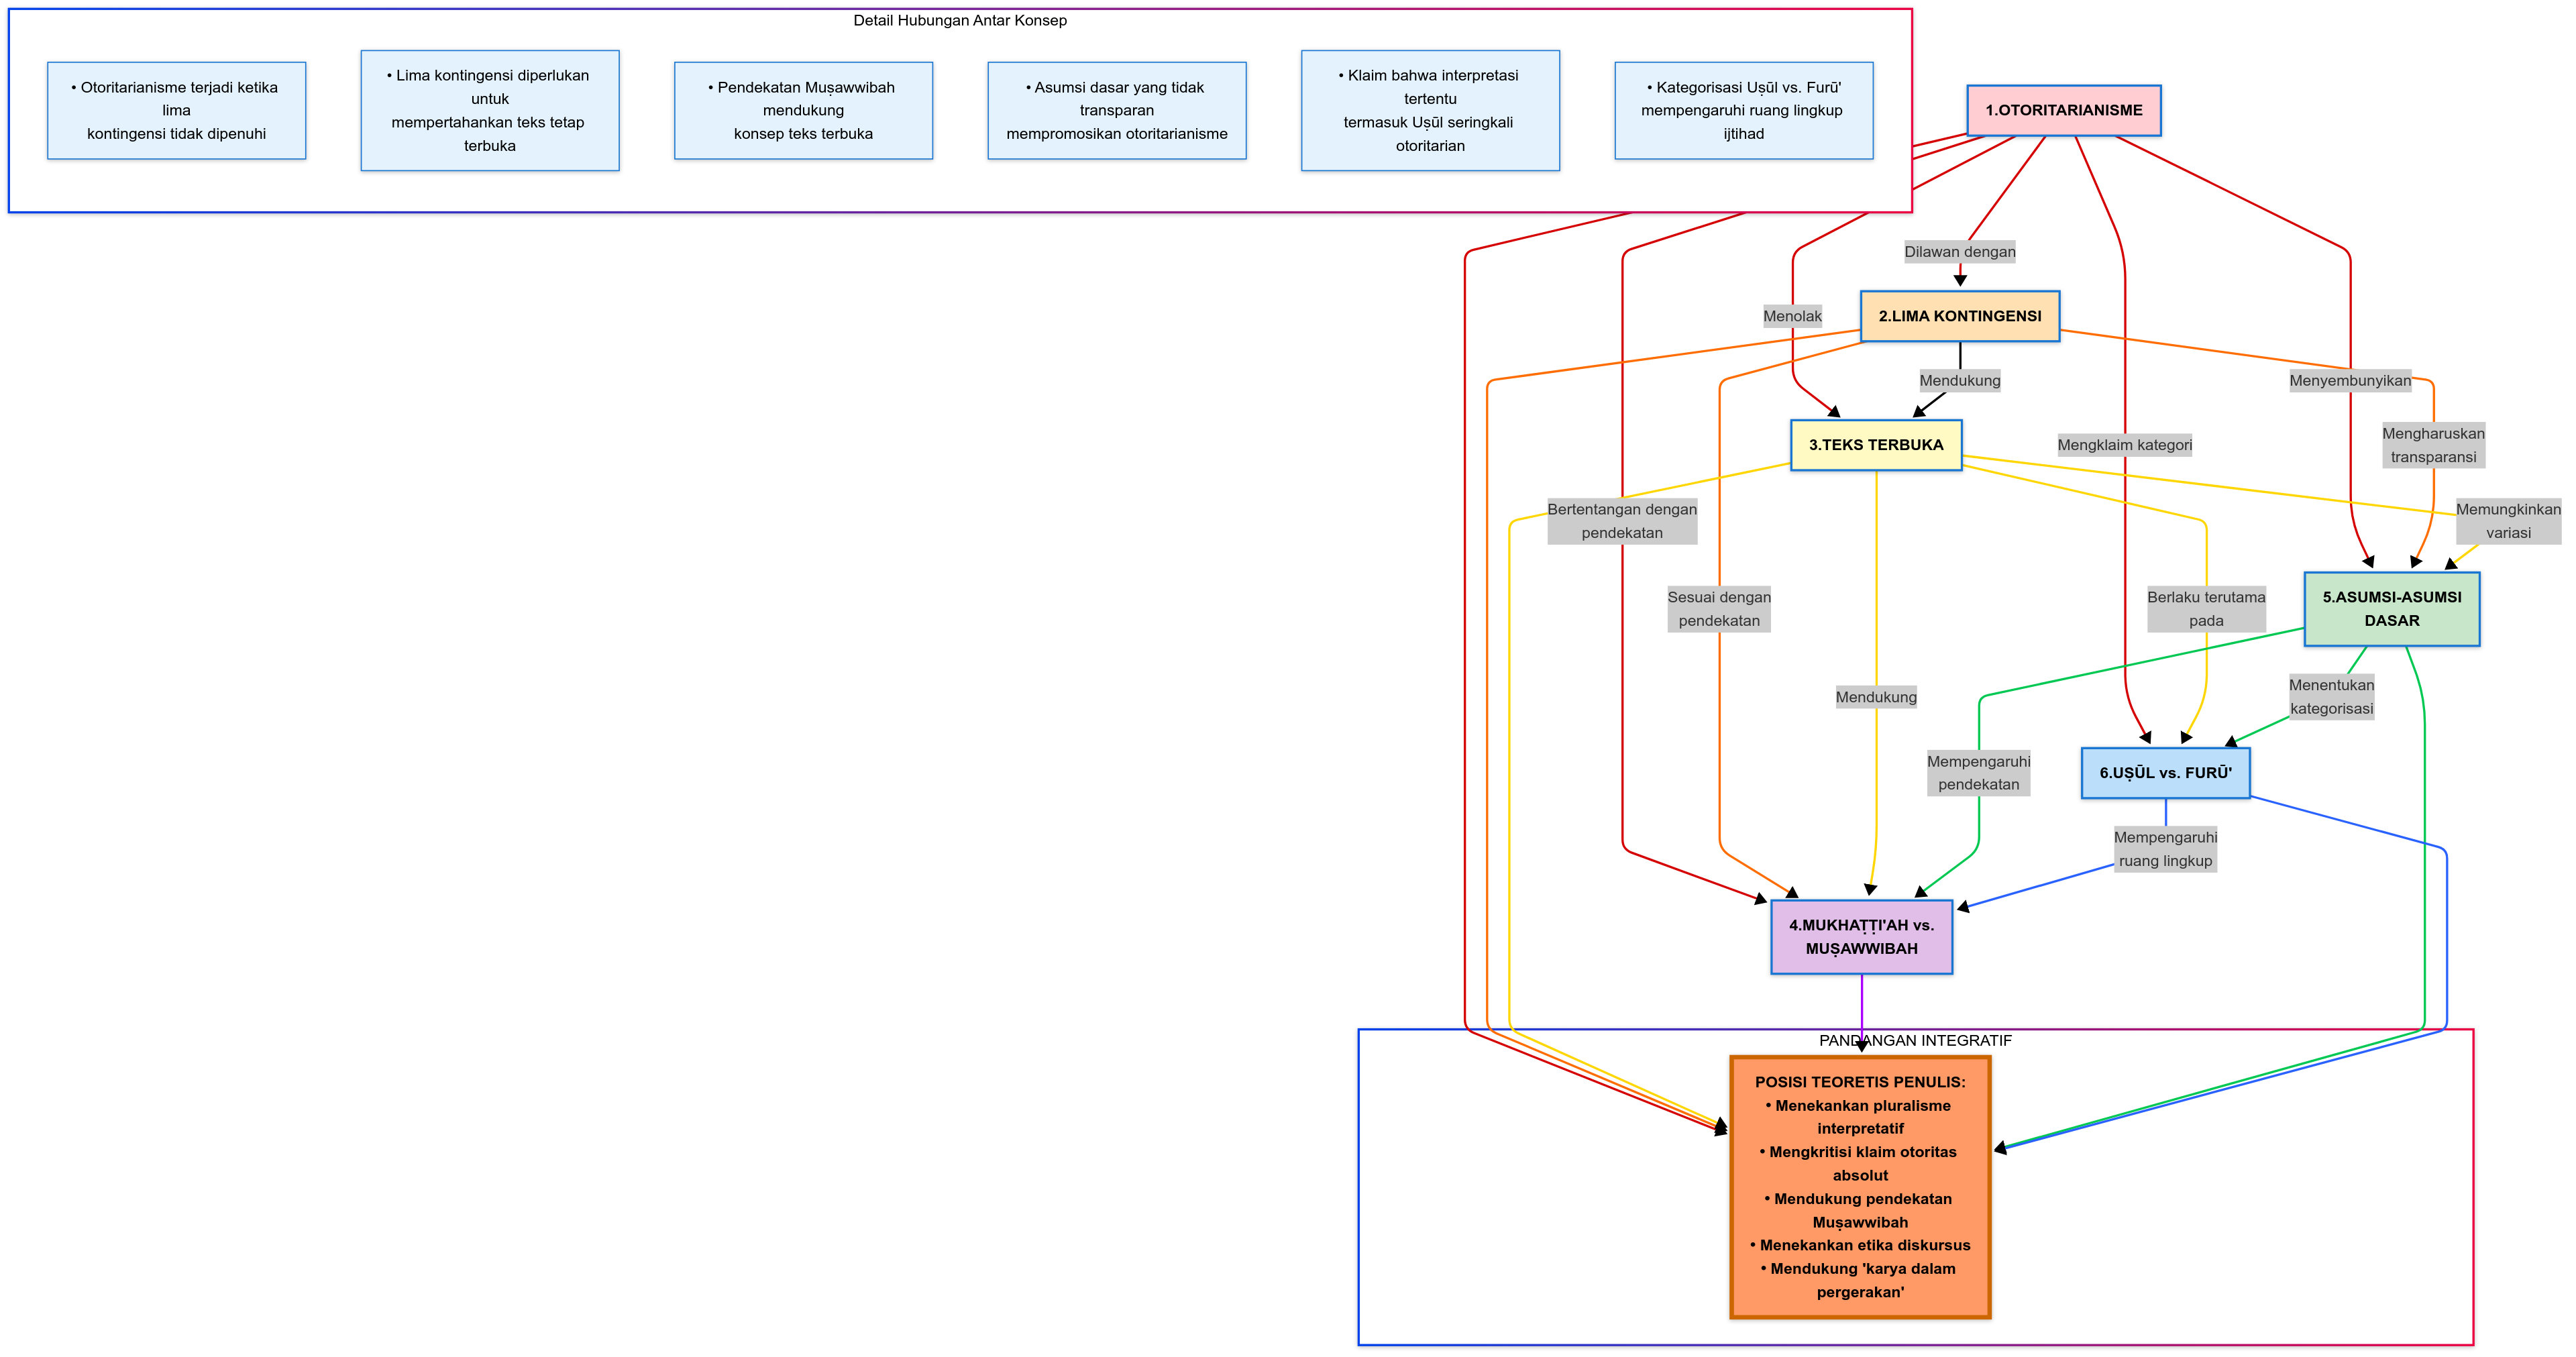 Detail Hubungan Antar Konsep
• Otoritarianisme terjadi ketika
lima
kontingensi tidak dipenuhi
• Lima kontingensi diperlukan
untuk
mempertahankan teks tetap
terbuka
• Pendekatan Muṣawwibah
mendukung
konsep teks terbuka
• Asumsi dasar yang tidak
transparan
mempromosikan otoritarianisme
• Klaim bahwa interpretasi
tertentu
termasuk Uṣūl seringkali
otoritarian
• Kategorisasi Uṣūl vs. Furū'
mempengaruhi ruang lingkup
ijtihad
1.OTORITARIANISME
Dilawan dengan
Menolak
2.LIMA KONTINGENSI
Mendukung
Menyembunyikan
Mengklaim kategori
Mengharuskan
transparansi
3.TEKS TERBUKA
Bertentangan dengan
pendekatan
Memungkinkan
variasi
Sesuai dengan
pendekatan
Berlaku terutama
pada
5.ASUMSI-ASUMSI
DASAR
Mendukung
Menentukan
kategorisasi
Mempengaruhi
pendekatan
6.UṢŪL vs. FURŪ'
Mempengaruhi
ruang lingkup
4.MUKHAṬṬI'AH vs.
MUṢAWWIBAH
PANDANGAN INTEGRATIF
POSISI TEORETIS PENULIS:
• Menekankan pluralisme
interpretatif
• Mengkritisi klaim otoritas
absolut
• Mendukung pendekatan
Muṣawwibah
• Menekankan etika diskursus
• Mendukung 'karya dalam
pergerakan'